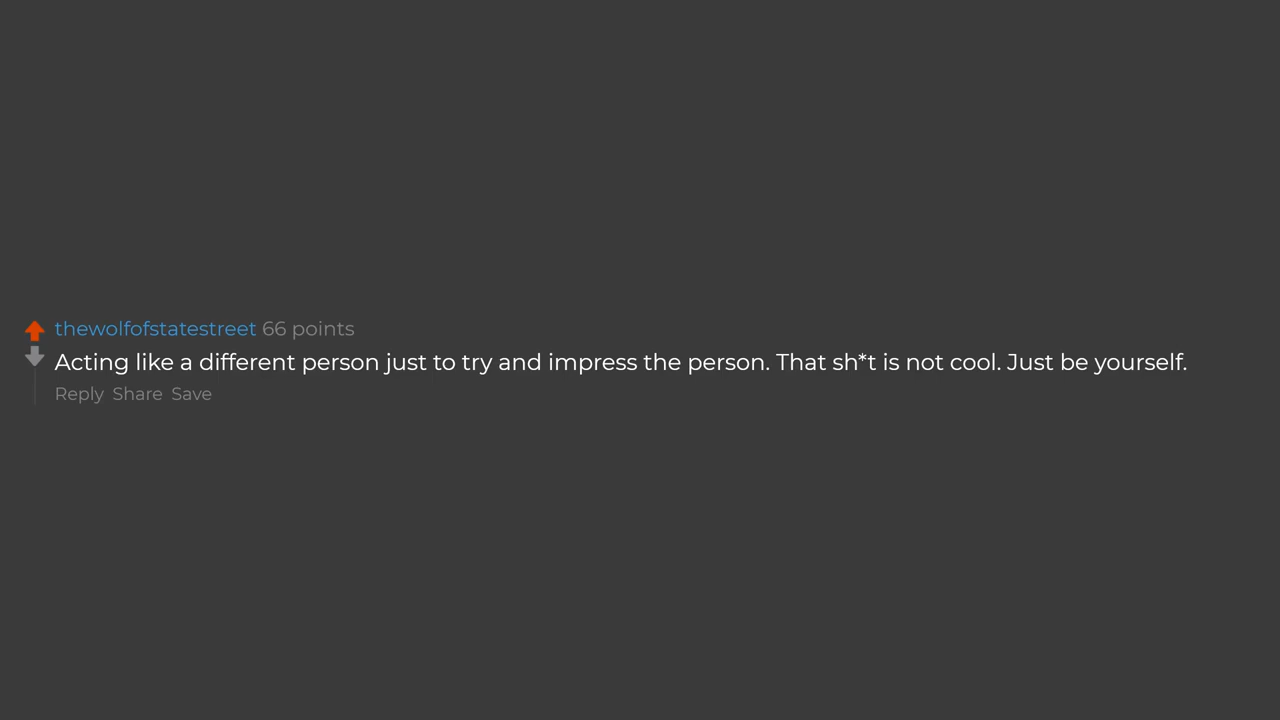 thewolfofstatestreet 66 points
Acting like a different person just to try and impress the person. That sh*t is not cool. Just be yourself.
Reply Share Save